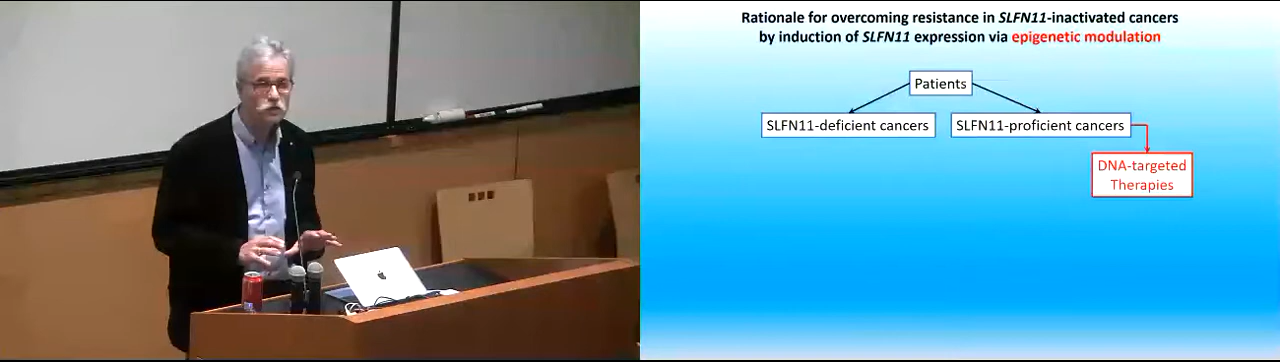 Rationale for overcoming resistance in SLFN11-inactivated cancers
by induction of SLFN11 expression via epigenetic modulation
Patients
SLFN11-deficient cancers
SLFN11-proficient cancers
DNA-targeted
Therapies